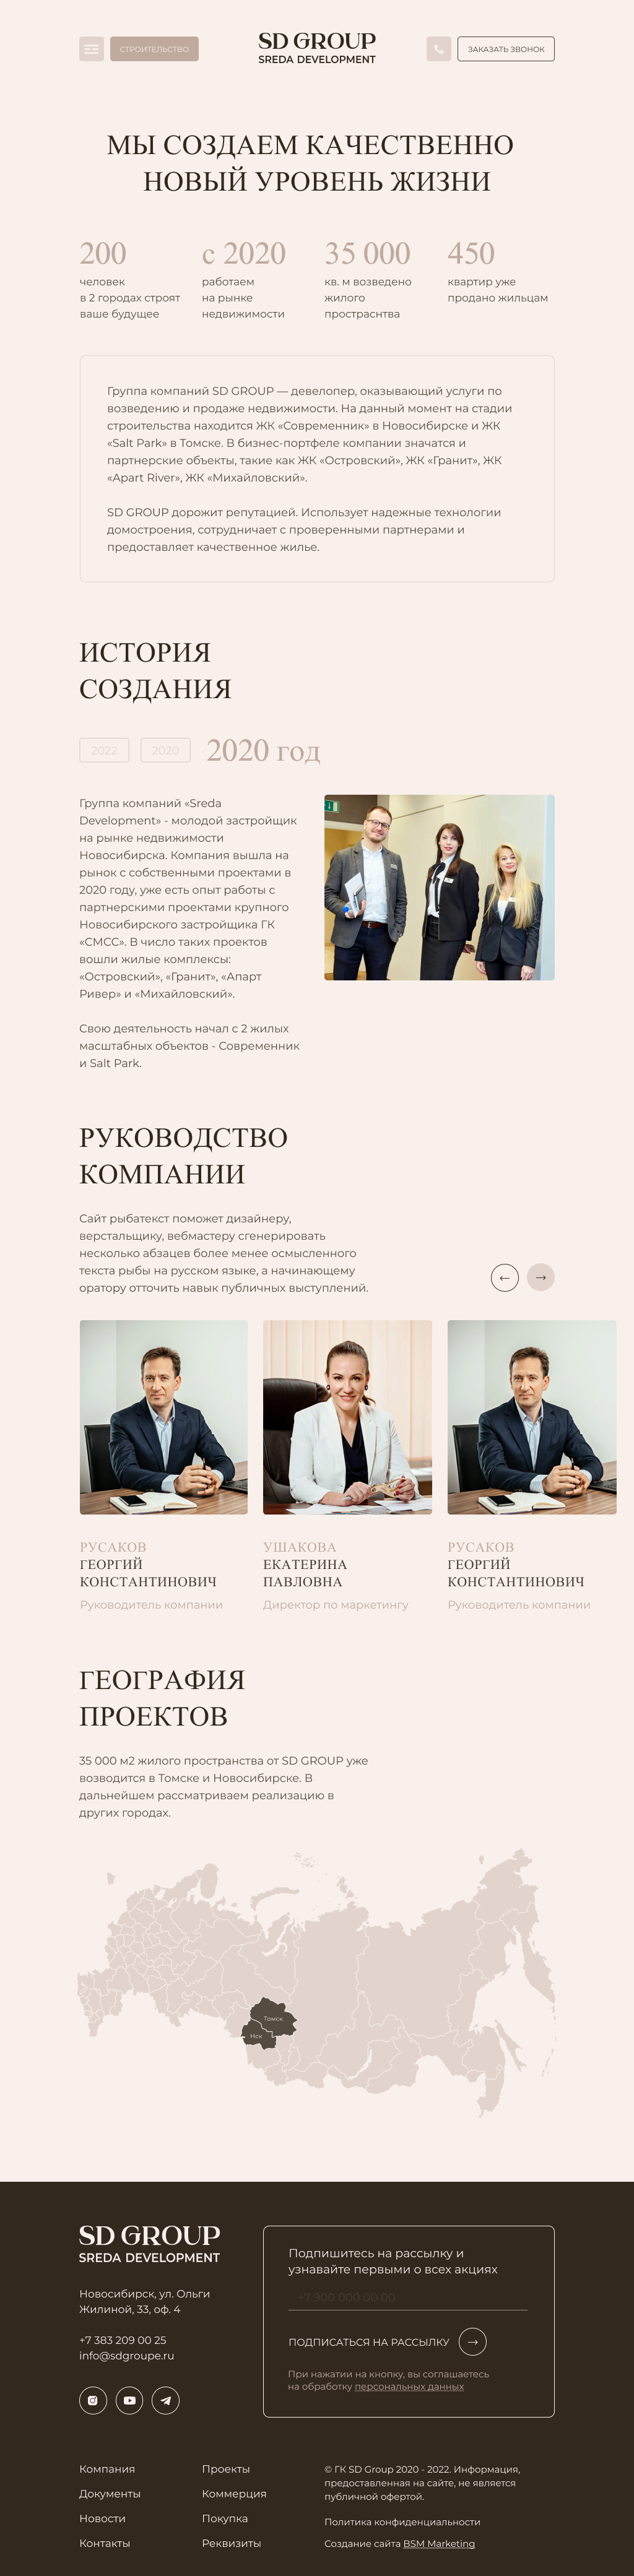 СТРОИТЕЛЬСТВО
SD GROUP
SREDA DEVELOPMENT
ЗАКАЗАТЬ ЗВОНОК
МЫ СОЗДАЕМ КАЧЕСТВЕННО
НОВЫЙ УРОВЕНЬ ЖИЗНИ
200
человек
в 2 городах строят
ваше будущее
с 2020
работаем
на рынке
недвижимости
35 000
кв. м возведено
жилого
прострaснтва
450
квартир уже
продано жильцам
Группа компаний SD GROUP — девелопер, оказывающий услуги по
возведению и продаже недвижимости. На данный момент на стадии
строительства находится ЖК «Современник» в Новосибирске и ЖК
«Salt Park» в Томске. В бизнес-портфеле компании значатся и
партнерские объекты, такие как ЖК «Островский», ЖК «Гранит», ЖК
«Apart River», ЖК «Михайловский».
SD GROUP дорожит репутацией. Использует надежные технологии
домостроения, сотрудничает с проверенными партнерами и
предоставляет качественное жилье.
ИСТОРИЯ
СОЗДАНИЯ
2022
2020
2020 год
Группа компаний «Sreda
Development» - молодой застройщик
на рынке недвижимости
Новосибирска. Компания вышла на
рынок с собственными проектами в
2020 году, уже есть опыт работы с
партнерскими проектами крупного
Новосибирского застройщика ГК
«СМСС». В число таких проектов
вошли жилые комплексы:
«Островский», «Гранит», «Апарт
Ривер» и «Михайловский».
Свою деятельность начал с 2 жилых
масштабных объектов - Современник
и Salt Park.
РУКОВОДСТВО
КОМПАНИИ
Сайт рыбатекст поможет дизайнеру,
верстальщику, вебмастеру сгенерировать
несколько абзацев более менее осмысленного
текста рыбы на русском языке, а начинающему
оратору отточить навык публичных выступлений.
РУСАКОВ
ГЕОРГИЙ
КОНСТАНТИНОВИЧ
Руководитель компании
УШАКОВА
ЕКАТЕРИНА
ПАВЛОВНА
Директор по маркетингу
РУСАКОВ
ГЕОРГИЙ
КОНСТАНТИНОВИЧ
Руководитель компании
ГЕОГРАФИЯ
ПРОЕКТОВ
35 000 м2 жилого пространства от SD GROUP уже
возводится в Томске и Новосибирске. В
дальнейшем рассматриваем реализацию в
других городах.
Томск
Нск
SD GROUP
SREDA DEVELOPMENT
Новосибирск, ул. Ольги
Жилиной, 33, оф. 4
+7 383 209 00 25
info@sdgroupe.ru
Подпишитесь на рассылку и
узнавайте первыми о всех акциях
+7 900 000 00 00
ПОДПИСАТЬСЯ НА РАССЫЛКУ
При нажатии на кнопку, вы соглашаетесь
на обработку персональных данных
Компания
Документы
Новости
Контакты
Проекты
Коммерция
Покупка
Реквизиты
© ГК SD Group 2020 - 2022. Информация,
предоставленная на сайте, не является
публичной офертой.
Политика конфиденциальности
Создание сайта BSM Marketing